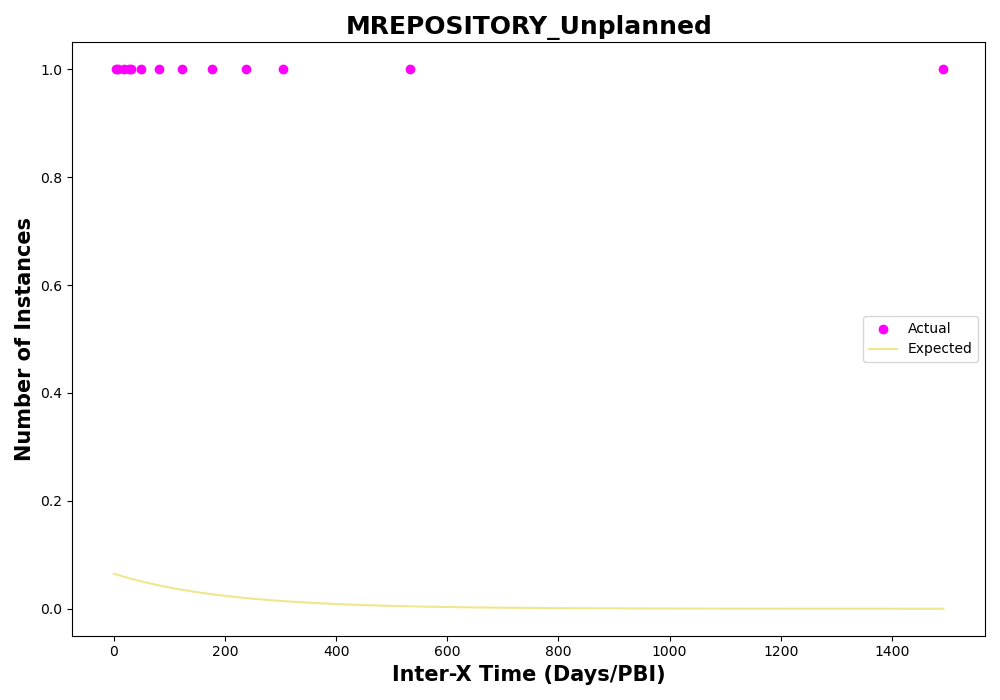 MREPOSITORY_Unplanned
1.0
0.8
0.6
0.4
0.2
0.0
Number of Instances
Actual
Expected
0 200 400 600 800 1000 1200 1400
Inter-X Time (Days/PBI)